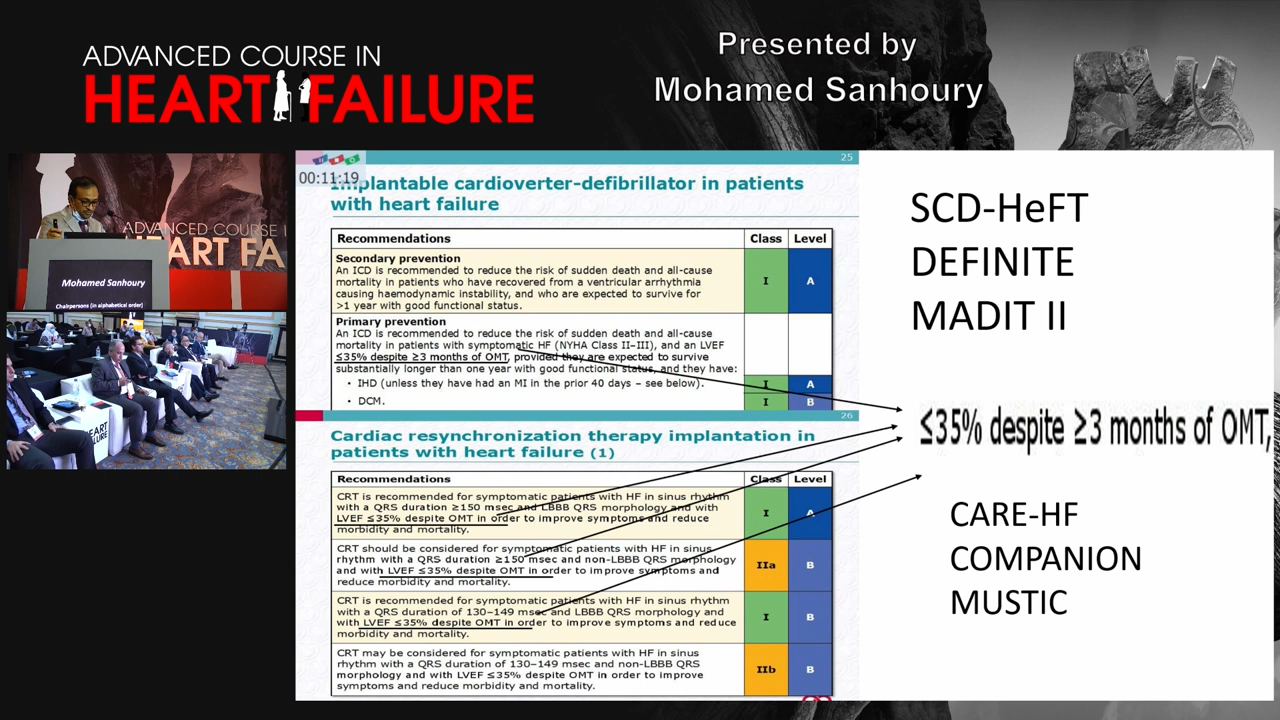 ADVANCED COURSE IN
HEART FAILURE
Presented by
Mohamed Sanhoury
ADVANCED COURSE
HEART FA
Mohamed Sanhoury
Chairpersons (in alphabetical order)
HEART
FAILURE
25
00:11:19
Implantable cardioverter-defibrillator in patients
with heart failure
Recommendations Class Level
Secondary prevention
An ICD is recommended to reduce the risk of sudden death and all-cause
mortality in patients who have recovered from a ventricular arrhythmia
causing haemodynamic instability, and who are expected to survive for
>1 year with good functional status.
I A
Primary prevention
An ICD is recommended to reduce the risk of sudden death and all-cause
mortality in patients with symptomatic HF (NYHA Class II–III), and an LVEF
≤35% despite ≥3 months of OMT, provided they are expected to survive
substantially longer than one year with good functional status, and they have:
• IHD (unless they have had an MI in the prior 40 days – see below). I A
• DCM. I B
26
Cardiac resynchronization therapy implantation in
patients with heart failure (1)
Recommendations Class Level
CRT is recommended for symptomatic patients with HF in sinus rhythm
with a QRS duration ≥150 msec and LBBB QRS morphology and with
LVEF ≤35% despite OMT in order to improve symptoms and reduce
morbidity and mortality.
I A
CRT should be considered for symptomatic patients with HF in sinus
rhythm with a QRS duration ≥150 msec and non-LBBB QRS morphology
and with LVEF ≤35% despite OMT in order to improve symptoms and
reduce morbidity and mortality.
IIa B
CRT is recommended for symptomatic patients with HF in sinus rhythm
with a QRS duration of 130–149 msec and LBBB QRS morphology and
with LVEF ≤35% despite OMT in order to improve symptoms and reduce
morbidity and mortality.
I B
CRT may be considered for symptomatic patients with HF in sinus
rhythm with a QRS duration of 130–149 msec and non-LBBB QRS
morphology and with LVEF ≤35% despite OMT in order to improve
symptoms and reduce morbidity and mortality.
IIb B
SCD-HeFT
DEFINITE
MADIT II
≤35% despite ≥3 months of OMT,
CARE-HF
COMPANION
MUSTIC